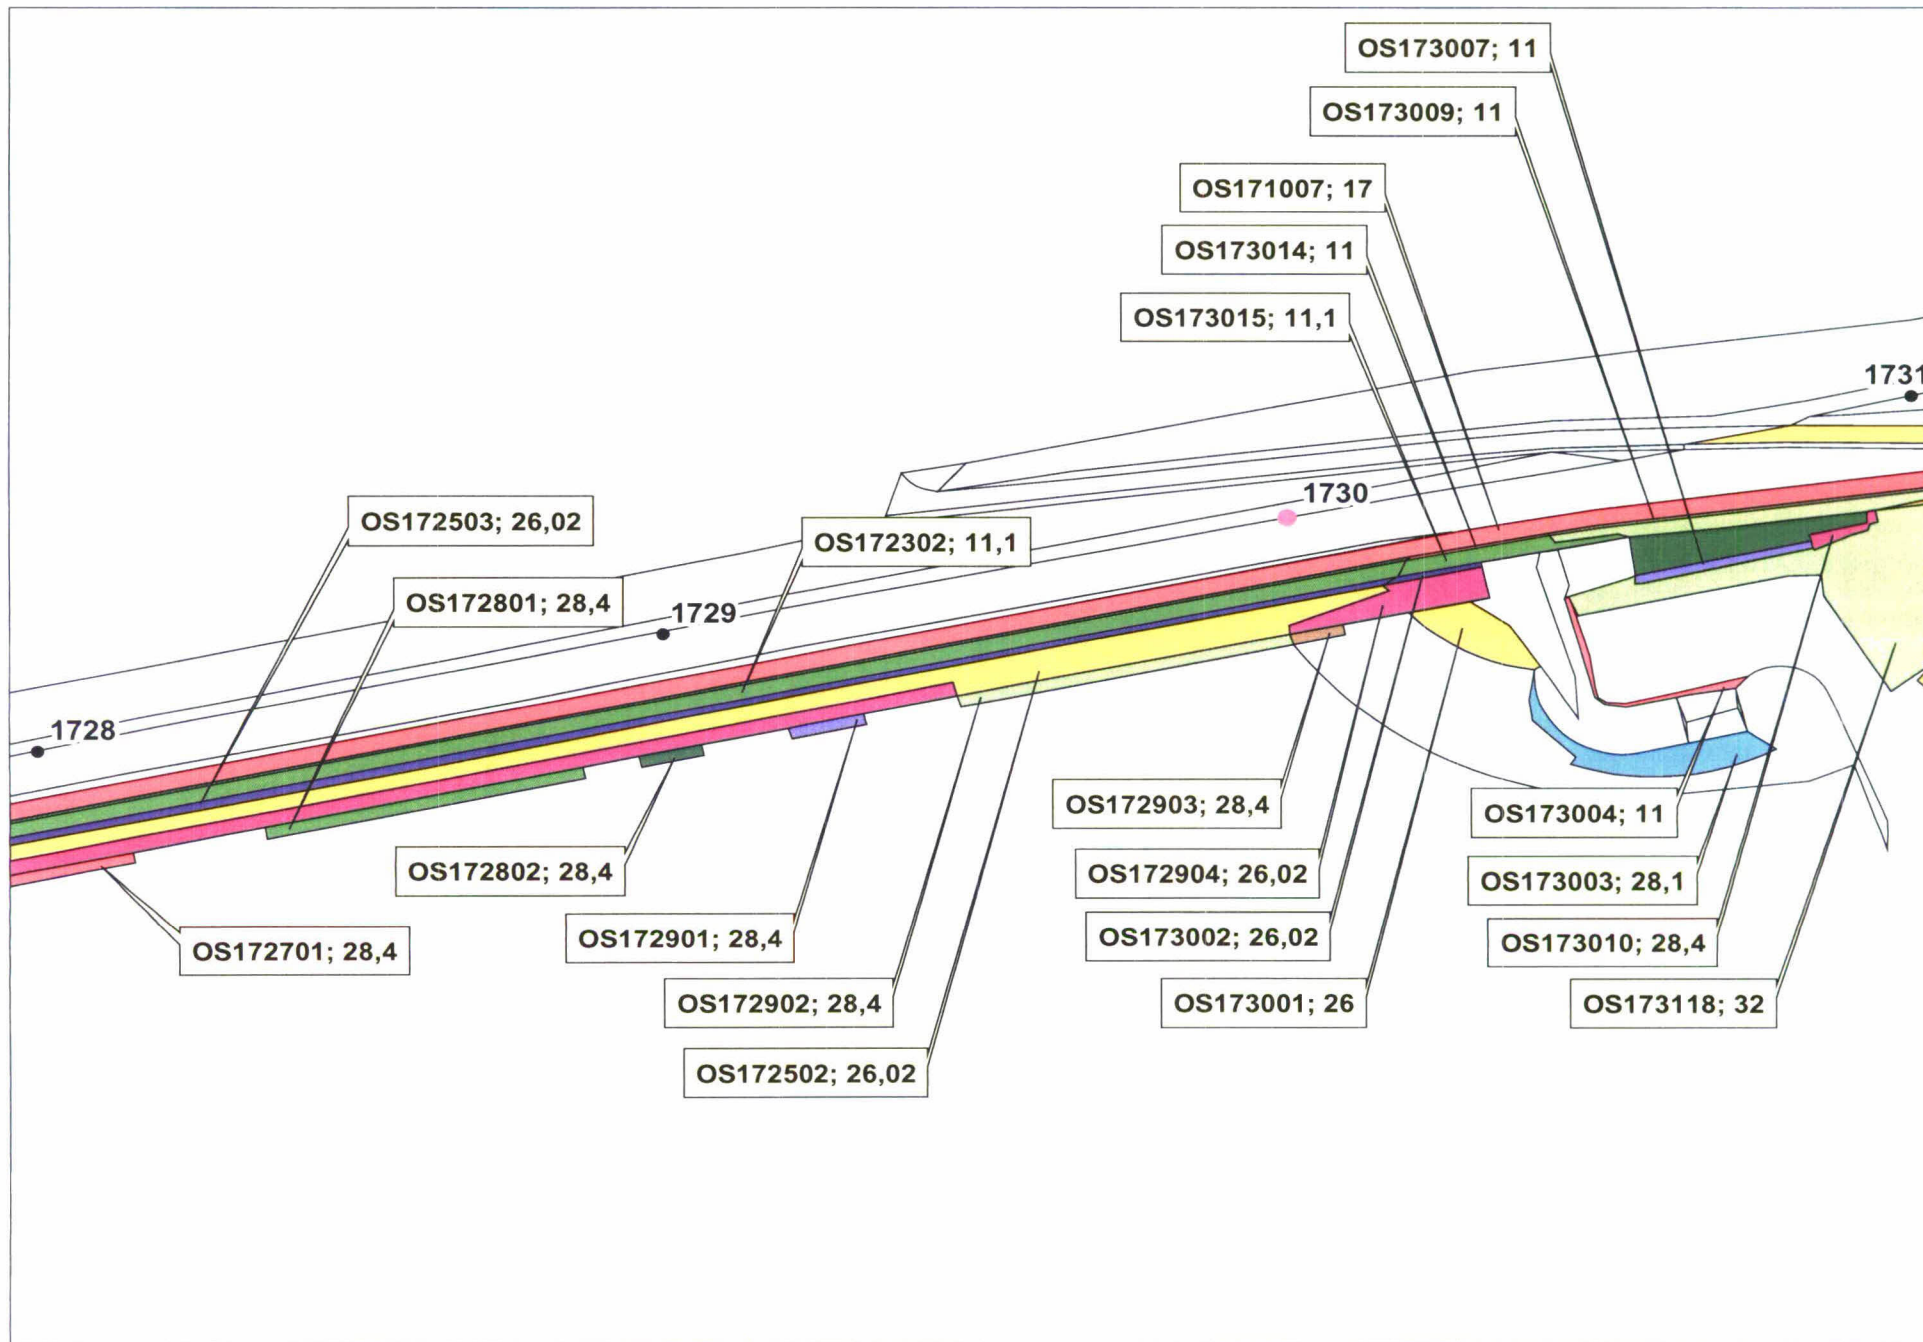 OS173007; 11
OS173009; 11
OS171007; 17
OS173014; 11
OS173015; 11,1
1731
1730
OS172503; 26,02
OS172302; 11,1
OS172801; 28,4
1729
1728
OS172903; 28,4
OS173004; 11
OS172802; 28,4
OS172904; 26,02
OS173003; 28,1
OS172701; 28,4
OS172901; 28,4
OS173002; 26,02
OS173010; 28,4
OS172902; 28,4
OS173001; 26
OS173118; 32
OS172502; 26,02